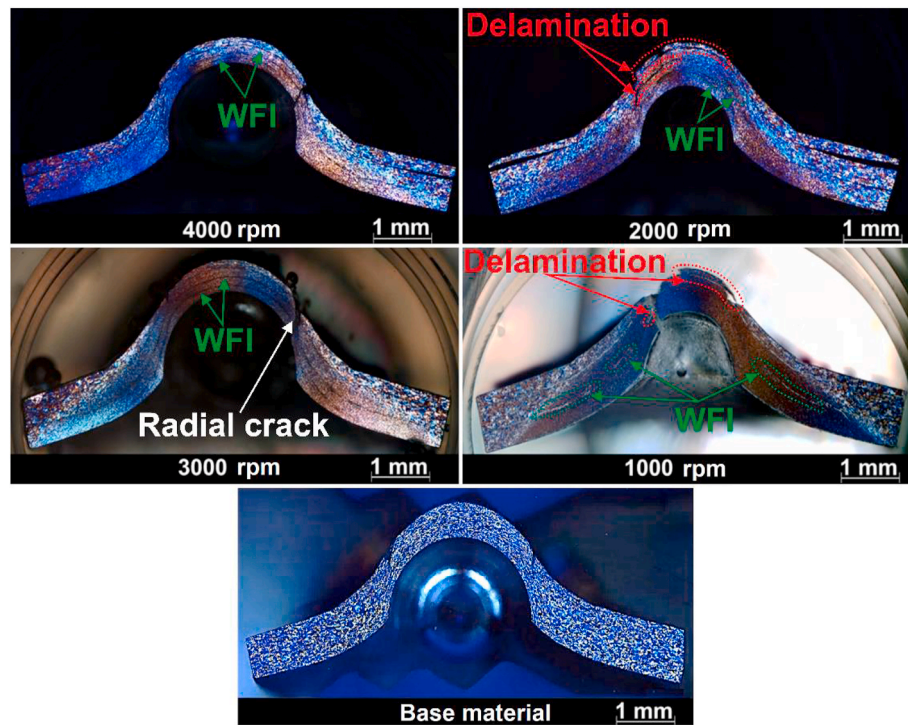 WFI
4000 rpm
1 mm
Delamination
WFI
2000 rpm
1 mm
WFI
Radial crack
3000 rpm
1 mm
Delamination
WFI
1000 rpm
1 mm
Base material
1 mm